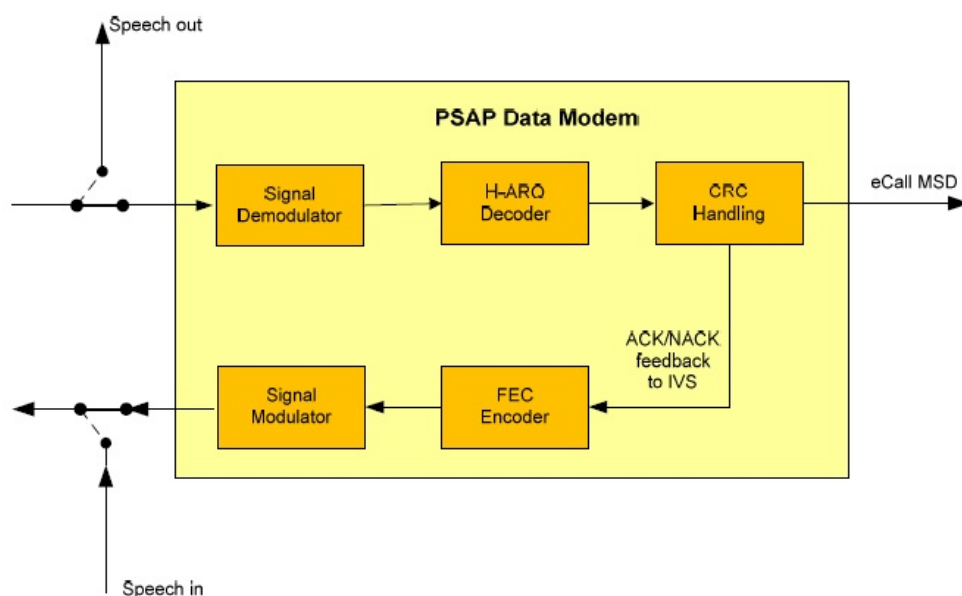 Speech out
PSAP Data Modem
Signal
Demodulator
H-ARQ
Decoder
CRC
Handling
eCall MSD
ACK/NACK
feedback
to IVS
Signal
Modulator
FEC
Encoder
Speech in